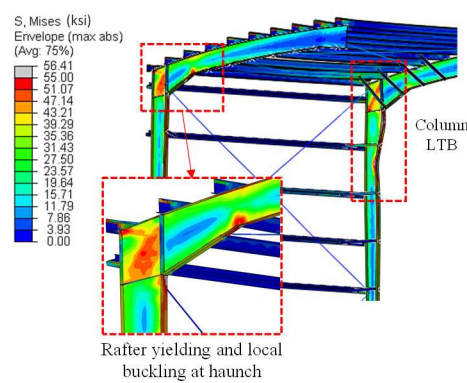 S, Mises (ksi)
Envelope (max abs)
(Avg: 75%)
56.41
55.00
51.07
47.14
43.21
39.29
35.36
31.43
27.50
23.57
19.64
15.71
11.79
7.86
3.93
0.00
Column
LTB
Rafter yielding and local
buckling at haunch